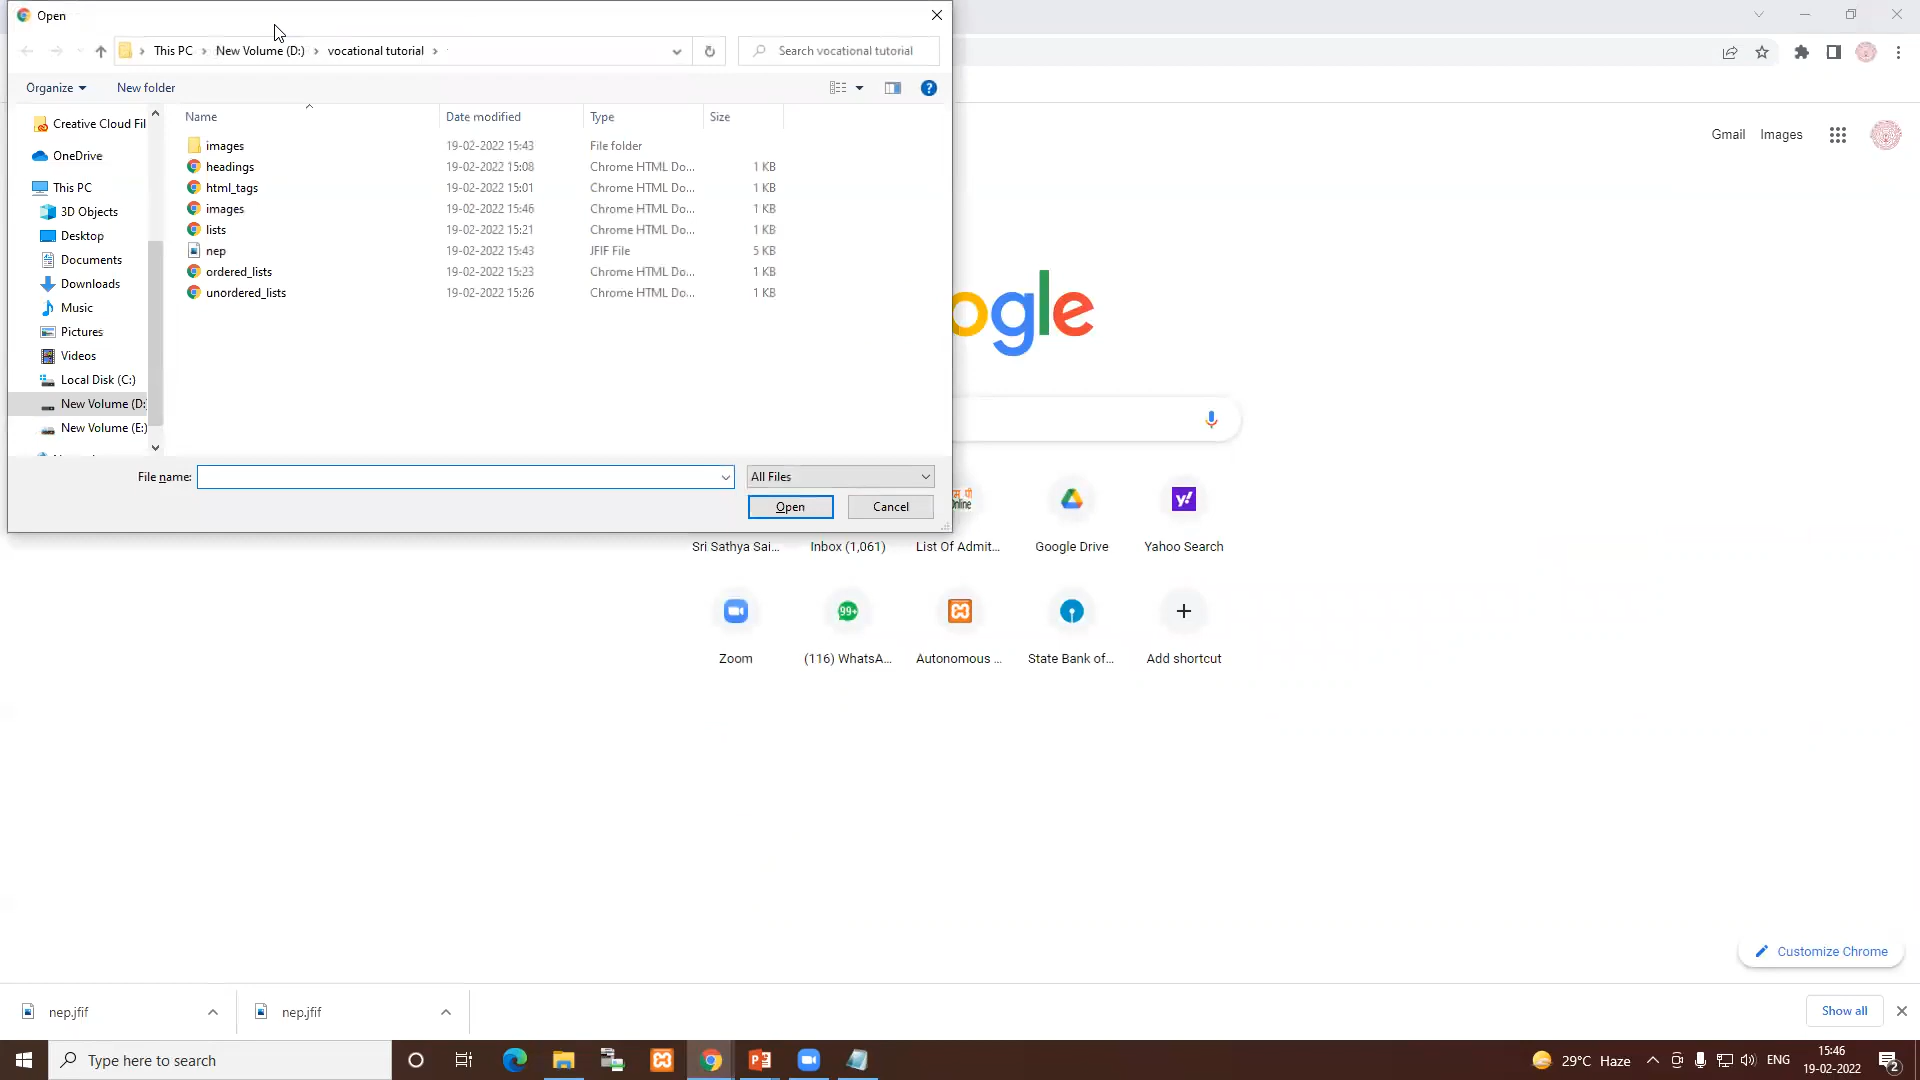 Open
This PC
New Volume (D:)
vocational tutorial
Search vocational tutorial
Organize
New folder
Name
Date modified
Type
Size
images 19-02-2022 15:43 File folder
headings 19-02-2022 15:08 Chrome HTML Do... 1 KB
html_tags 19-02-2022 15:01 Chrome HTML Do... 1 KB
images 19-02-2022 15:46 Chrome HTML Do... 1 KB
lists 19-02-2022 15:21 Chrome HTML Do... 1 KB
nep 19-02-2022 15:43 JFIF File 5 KB
ordered_lists 19-02-2022 15:23 Chrome HTML Do... 1 KB
unordered_lists 19-02-2022 15:26 Chrome HTML Do... 1 KB
Creative Cloud Fil
OneDrive
This PC
3D Objects
Desktop
Documents
Downloads
Music
Pictures
Videos
Local Disk (C:)
New Volume (D:
New Volume (E:)
File name:
All Files
Open
Cancel
Gmail
Images
ogle
Online
Sri Sathya Sai...
Inbox (1,061)
List Of Admit...
Google Drive
y!
Yahoo Search
Zoom
99+
(116) WhatsA...
Autonomous ...
State Bank of...
Add shortcut
Customize Chrome
nep.jfif
nep.jfif
Show all
Type here to search
29°C Haze
ENG
15:46
19-02-2022
2